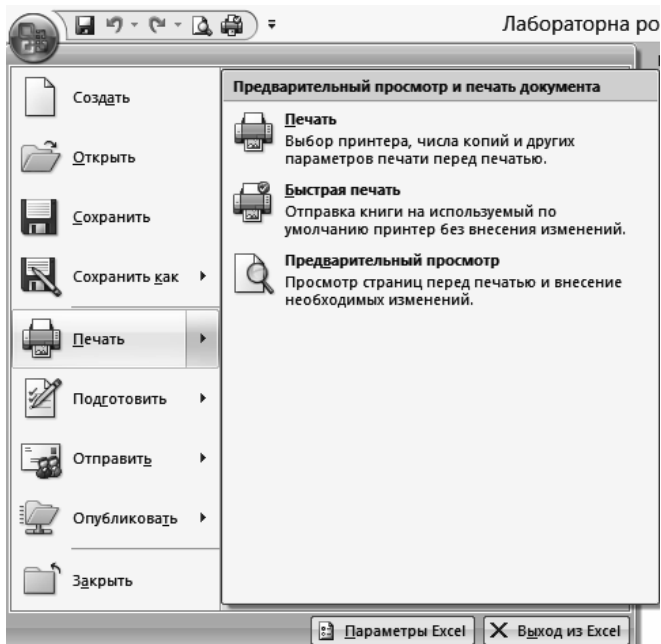 Лабораторна ро
Создать
Открыть
Сохранить
Сохранить как
Печать
Подготовить
Отправить
Опубликовать
Закрыть
Предварительный просмотр и печать документа
Печать
Выбор принтера, числа копий и других
параметров печати перед печатью.
Быстрая печать
Отправка книги на используемый по
умолчанию принтер без внесения изменений.
Предварительный просмотр
Просмотр страниц перед печатью и внесение
необходимых изменений.
Параметры Excel
Выход из Excel